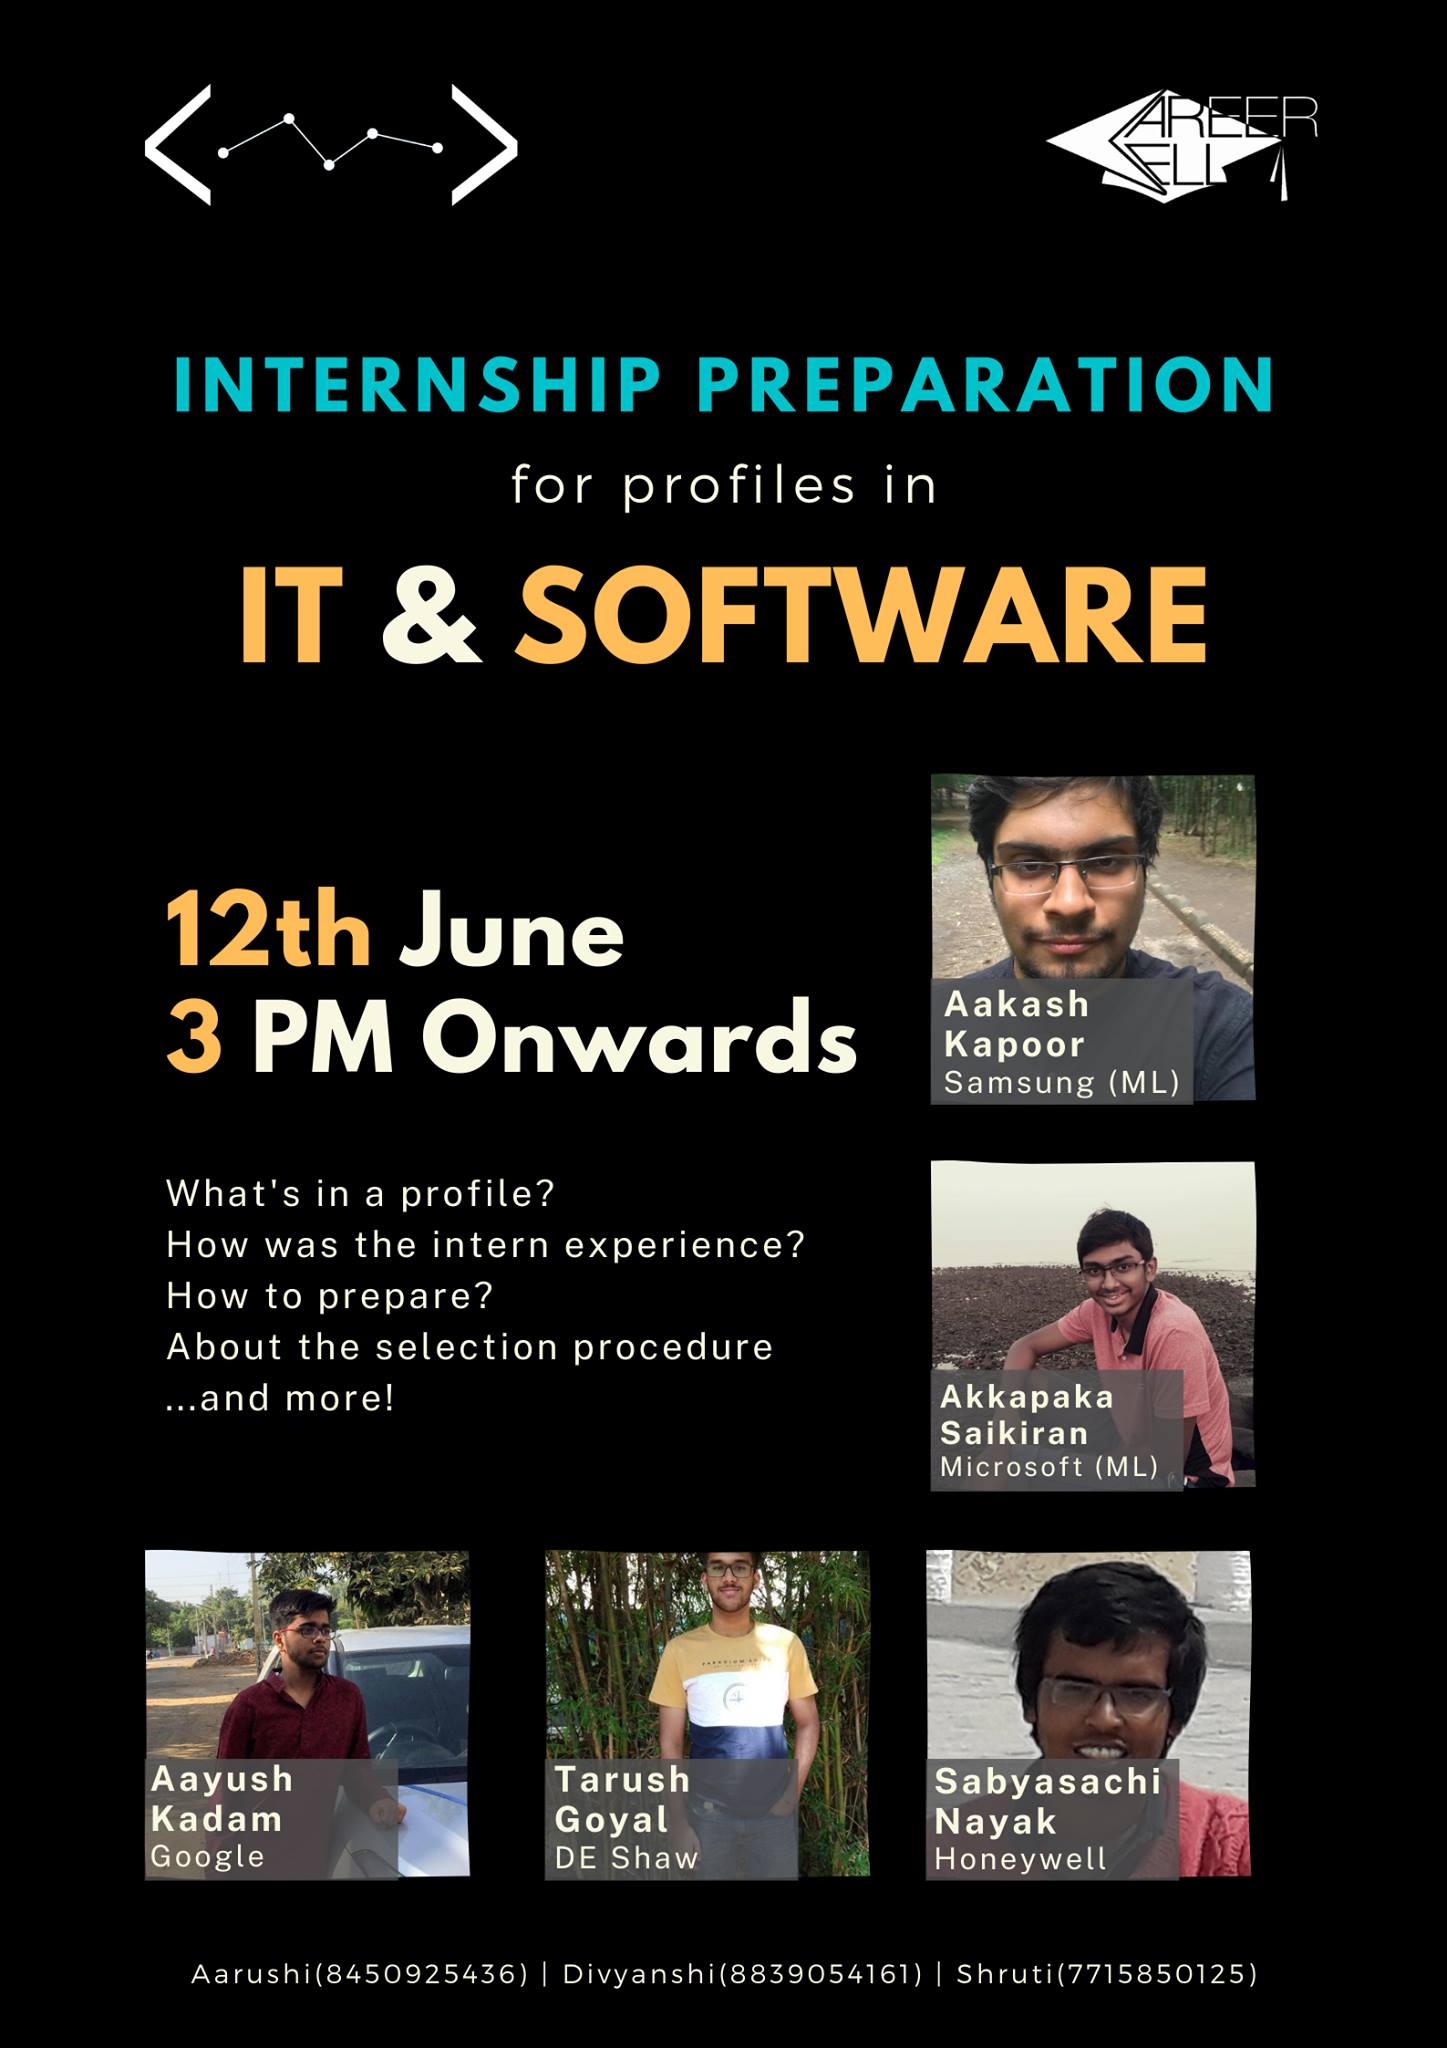 CAREER
CELL
INTERNSHIP PREPARATION
for profiles in
IT & SOFTWARE
12th June
3 PM Onwards
What's in a profile?
How was the intern experience?
How to prepare?
About the selection procedure
...and more!
Aakash
Kapoor
Samsung (ML)
Akkapaka
Saikiran
Microsoft (ML)
Aayush
Kadam
Google
Tarush
Goyal
DE Shaw
Sabyasachi
Nayak
Honeywell
Aarushi(8450925436) | Divyanshi(8839054161) | Shruti(7715850125)